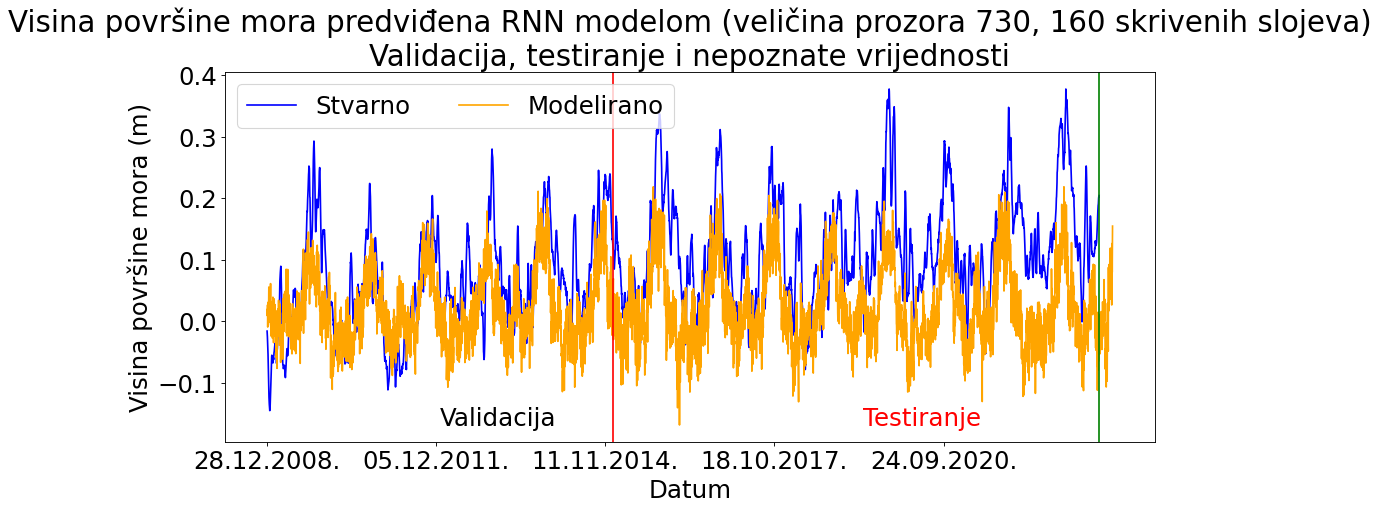 Visina površine mora predviđena RNN modelom (veličina prozora 730, 160 skrivenih slojeva)
Validacija, testiranje i nepoznate vrijednosti
Stvarno
Modelirano
Visina površine mora (m)
0.4
0.3
0.2
0.1
0.0
−0.1
Validacija
Testiranje
28.12.2008.
05.12.2011.
11.11.2014.
18.10.2017.
24.09.2020.
Datum